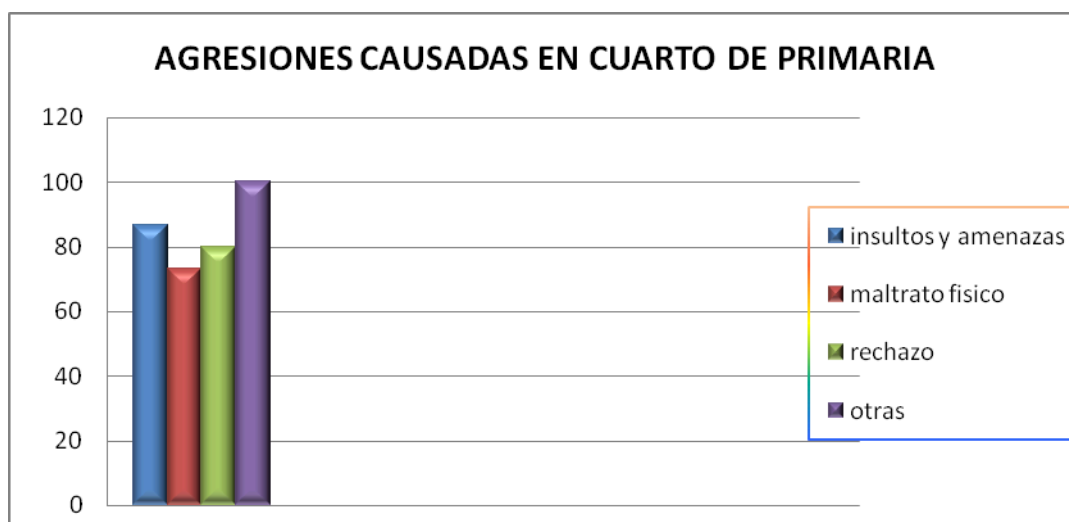 AGRESIONES CAUSADAS EN CUARTO DE PRIMARIA
120
100
80
60
40
20
0
insultos y amenazas
maltrato fisico
rechazo
otras